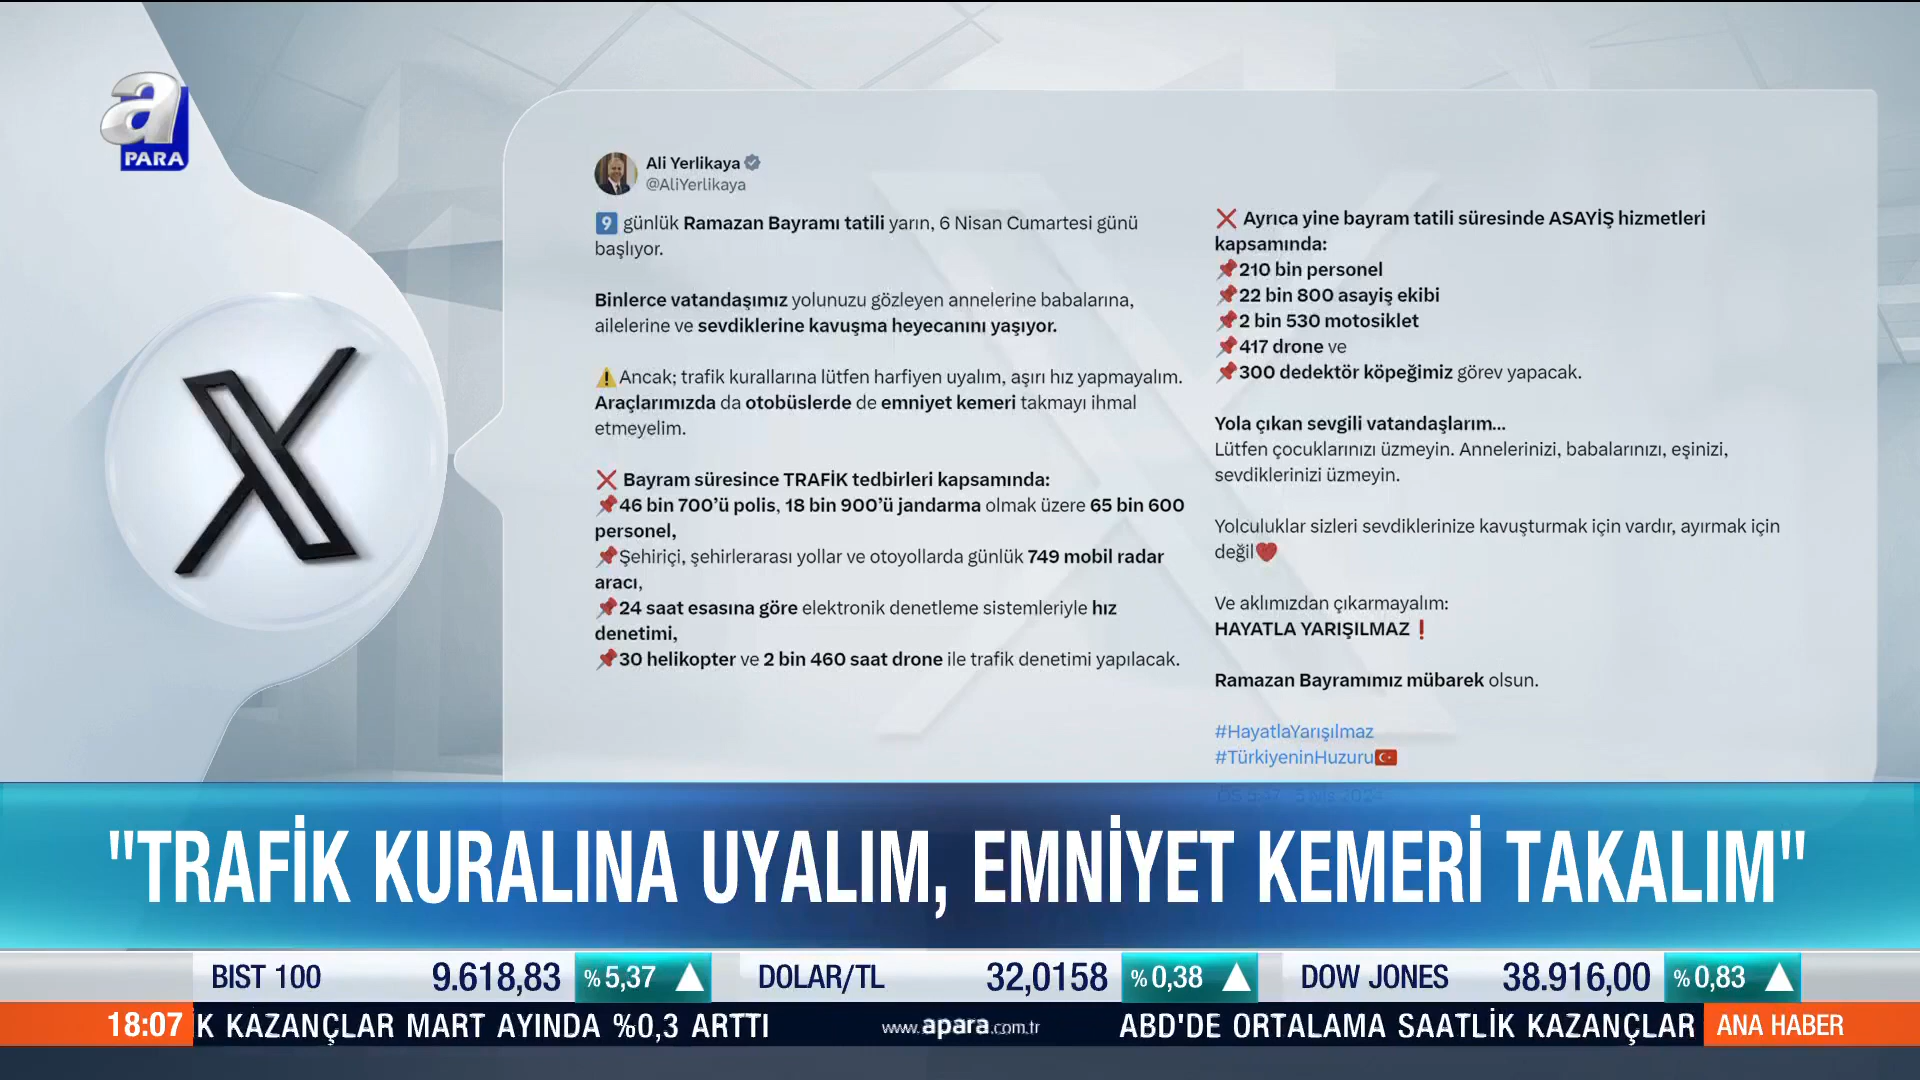 a
PARA
Ali Yerlikaya
@AliYerlikaya
9 günlük Ramazan Bayramı tatili yarın, 6 Nisan Cumartesi günü
başlıyor.
Binlerce vatandaşımız yolunuzu gözleyen annelerine babalarına,
ailelerine ve sevdiklerine kavuşma heyecanını yaşıyor.
⚠️Ancak; trafik kurallarına lütfen harfiyen uyalım, aşırı hız yapmayalım.
Araçlarımızda da otobüslerde de emniyet kemeri takmayı ihmal
etmeyelim.
❌ Bayram süresince TRAFİK tedbirleri kapsamında:
📌46 bin 700’ü polis, 18 bin 900’ü jandarma olmak üzere 65 bin 600
personel,
📌Şehiriçi, şehirlerarası yollar ve otoyollarda günlük 749 mobil radar
aracı,
📌24 saat esasına göre elektronik denetleme sistemleriyle hız
denetimi,
📌30 helikopter ve 2 bin 460 saat drone ile trafik denetimi yapılacak.
❌ Ayrıca yine bayram tatili süresinde ASAYİŞ hizmetleri
kapsamında:
📌210 bin personel
📌22 bin 800 asayiş ekibi
📌2 bin 530 motosiklet
📌417 drone ve
📌300 dedektör köpeğimiz görev yapacak.
Yola çıkan sevgili vatandaşlarım...
Lütfen çocuklarınızı üzmeyin. Annelerinizi, babalarınızı, eşinizi,
sevdiklerinizi üzmeyin.
Yolculuklar sizleri sevdiklerinize kavuşturmak için vardır, ayırmak için
değil❤️
Ve aklımızdan çıkarmayalım:
HAYATLA YARIŞILMAZ❗
Ramazan Bayramımız mübarek olsun.
#HayatlaYarışılmaz
#TürkiyeninHuzuru🇹🇷
"TRAFİK KURALINA UYALIM, EMNİYET KEMERİ TAKALIM"
BIST 100 9.618,83 %5,37 ▲ DOLAR/TL 32,0158 %0,38 ▲ DOW JONES 38.916,00 %0,83 ▲
18:07 K KAZANÇLAR MART AYINDA %0,3 ARTTI www.apara.com.tr ABD'DE ORTALAMA SAATLİK KAZANÇLAR ANA HABER